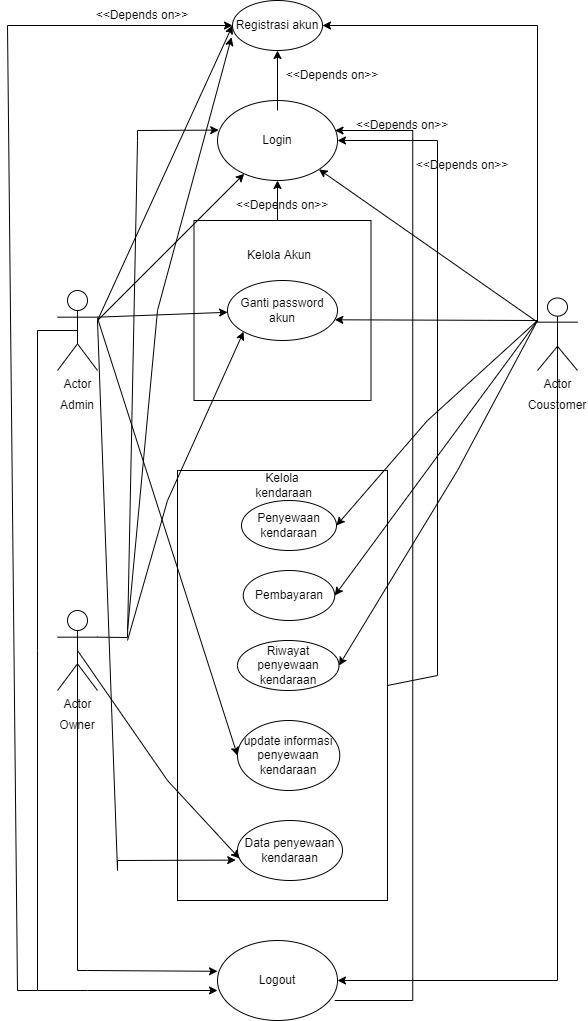 <<Depends on>>
Registrasi akun
<<Depends on>>
<<Depends on>>
Login
<<Depends on>>
<<Depends on>>
Kelola Akun
Ganti password
akun
Actor
Admin
Actor
Coustomer
Kelola
kendaraan
Penyewaan
kendaraan
Pembayaran
Riwayat
penyewaan
kendaraan
Actor
Owner
update informasi
penyewaan
kendaraan
Data penyewaan
kendaraan
Logout